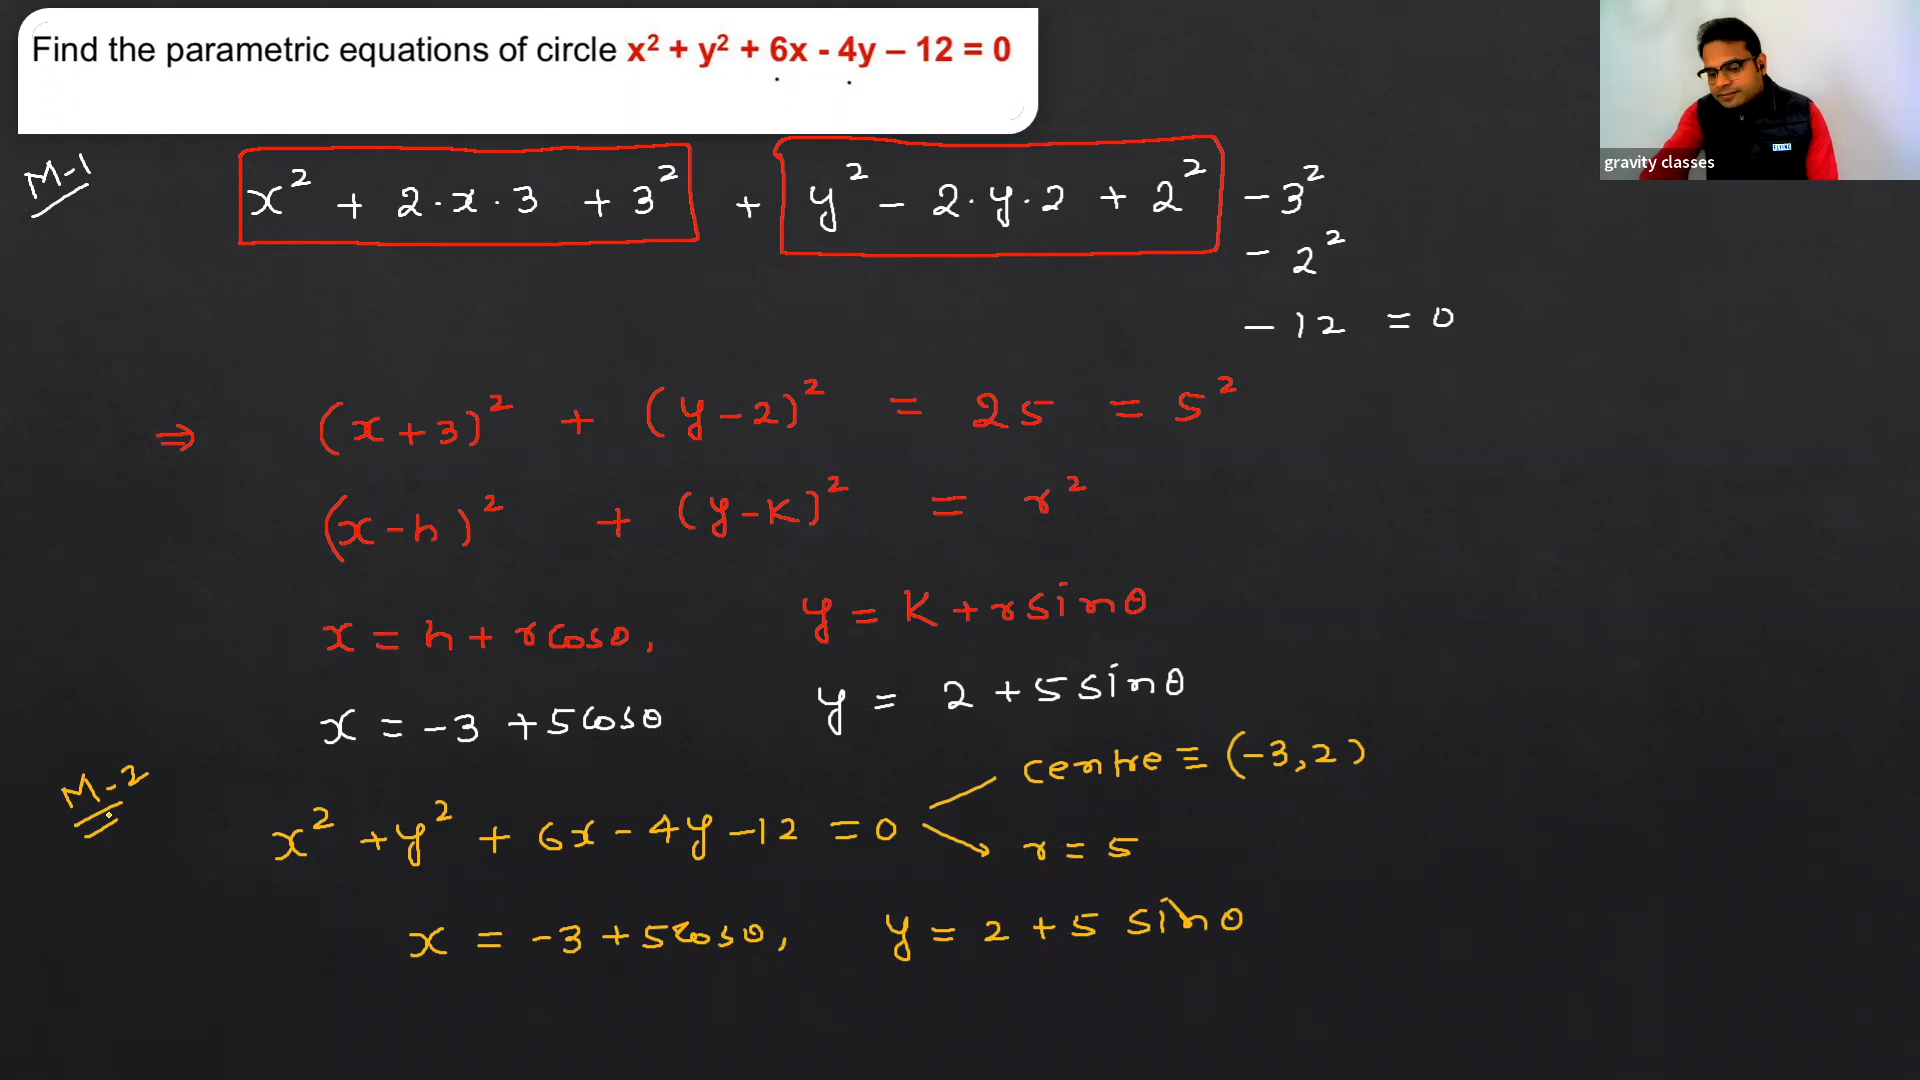 Find the parametric equations of circle x² + y² + 6x - 4y – 12 = 0
gravity classes
M-1
x² + 2·x·3 + 3² + y² - 2·y·2 + 2² - 3²
- 2²
- 12 = 0
⇒ (x+3)² + (y-2)² = 25 = 5²
(x-h)² + (y-k)² = r²
x = h + rcosθ, y = k + rsinθ
x = -3 + 5cosθ y = 2 + 5sinθ
M-2
x² + y² + 6x - 4y - 12 = 0
centre ≡ (-3, 2)
r = 5
x = -3 + 5cosθ, y = 2 + 5 sinθ